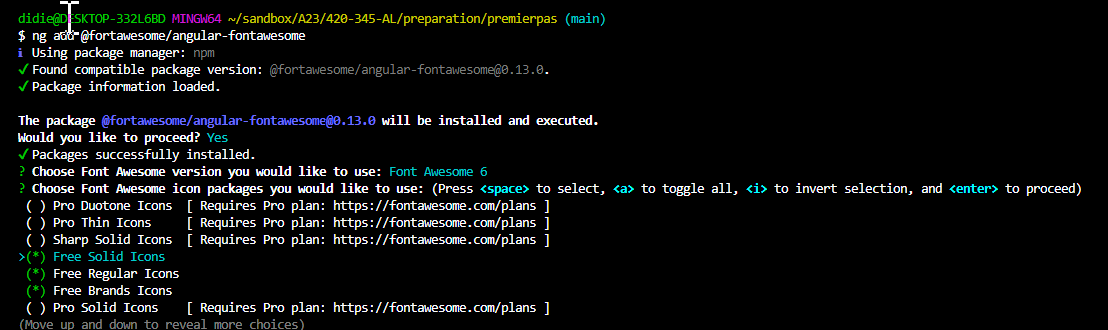 didie@DESKTOP-332L6BD MINGW64 ~/sandbox/A23/420-345-AL/preparation/premierpas (main)
$ ng add @fortawesome/angular-fontawesome
ℹ Using package manager: npm
✔ Found compatible package version: @fortawesome/angular-fontawesome@0.13.0.
✔ Package information loaded.

The package @fortawesome/angular-fontawesome@0.13.0 will be installed and executed.
Would you like to proceed? Yes
✔ Packages successfully installed.
? Choose Font Awesome version you would like to use: Font Awesome 6
? Choose Font Awesome icon packages you would like to use: (Press <space> to select, <a> to toggle all, <i> to invert selection, and <enter> to proceed)
( ) Pro Duotone Icons [ Requires Pro plan: https://fontawesome.com/plans ]
( ) Pro Thin Icons [ Requires Pro plan: https://fontawesome.com/plans ]
( ) Sharp Solid Icons [ Requires Pro plan: https://fontawesome.com/plans ]
>(*) Free Solid Icons
(*) Free Regular Icons
(*) Free Brands Icons
( ) Pro Solid Icons [ Requires Pro plan: https://fontawesome.com/plans ]
(Move up and down to reveal more choices)